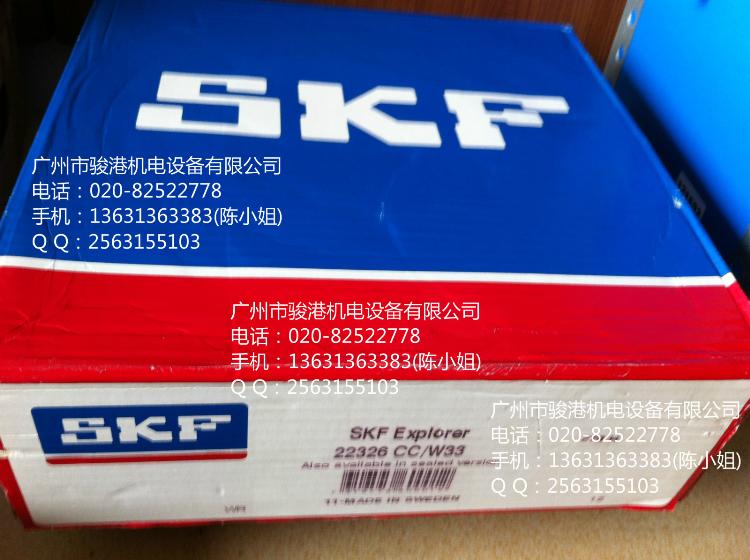 SKF
广州市骏港机电设备有限公司
电话：020-82522778
手机：13631363383(陈小姐)
Q Q：2563155103
广州市骏港机电设备有限公司
电话：020-82522778
手机：13631363383(陈小姐)
Q Q：2563155103
SKF
SKF Explorer
22326 CC/W33
Also available in sealed version
11-MADE IN SWEDEN
WR
12
广州市骏港机电设备有限公司
电话：020-82522778
手机：13631363383(陈小姐)
Q Q：2563155103